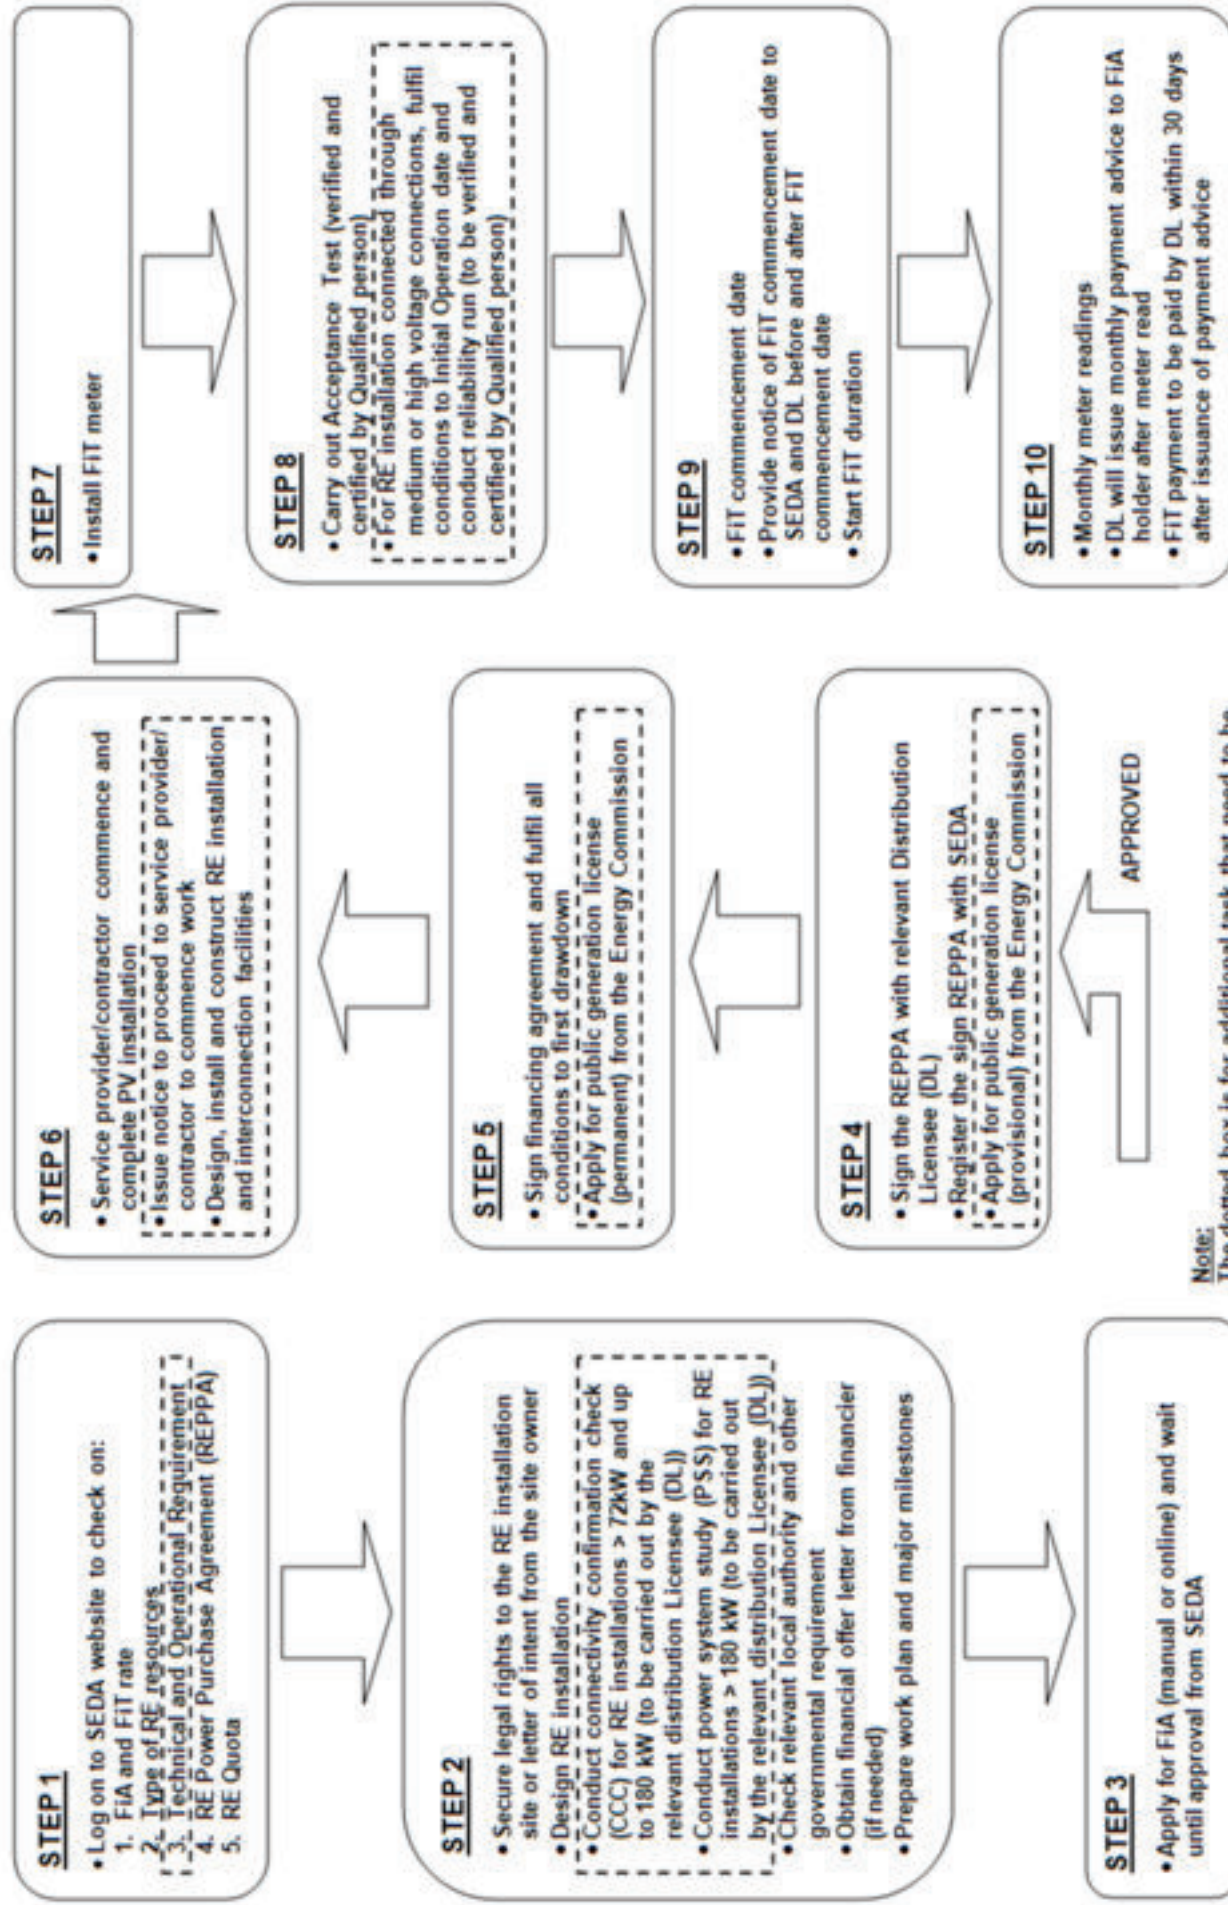 STEP 1
• Log on to SEDA website to check on:
1. FiA and FiT rate
2. Type of RE resources
3. Technical and Operational Requirement
4. RE Power Purchase Agreement (REPPA)
5. RE Quota
STEP 2
• Secure legal rights to the RE installation
site or letter of intent from the site owner
• Design RE installation
• Conduct connectivity confirmation check
(CCC) for RE installations > 72kW and up
to 180 kW (to be carried out by the
relevant distribution Licensee (DL))
• Conduct power system study (PSS) for RE
installations > 180 kW (to be carried out
by the relevant distribution Licensee (DL))
• Check relevant local authority and other
governmental requirement
• Obtain financial offer letter from financier
(if needed)
• Prepare work plan and major milestones
STEP 3
• Apply for FiA (manual or online) and wait
until approval from SEDA
APPROVED
STEP 4
• Sign the REPPA with relevant Distribution
Licensee (DL)
• Register the sign REPPA with SEDA
• Apply for public generation license
(provisional) from the Energy Commission
STEP 5
• Sign financing agreement and fulfil all
conditions to first drawdown
• Apply for public generation license
(permanent) from the Energy Commission
STEP 6
• Service provider/contractor commence and
complete PV installation
• Issue notice to proceed to service provider/
contractor to commence work
• Design, install and construct RE installation
and interconnection facilities
STEP 7
• Install FiT meter
STEP 8
• Carry out Acceptance Test (verified and
certified by Qualified person)
• For RE installation connected through
medium or high voltage connections, fulfil
conditions to Initial Operation date and
conduct reliability run (to be verified and
certified by Qualified person)
STEP 9
• FiT commencement date
• Provide notice of FiT commencement date to
SEDA and DL before and after FiT
commencement date
• Start FiT duration
STEP 10
• Monthly meter readings
• DL will issue monthly payment advice to FiA
holder after meter read
• FiT payment to be paid by DL within 30 days
after issuance of payment advice
Note:
The dotted box is for additional task that need to be